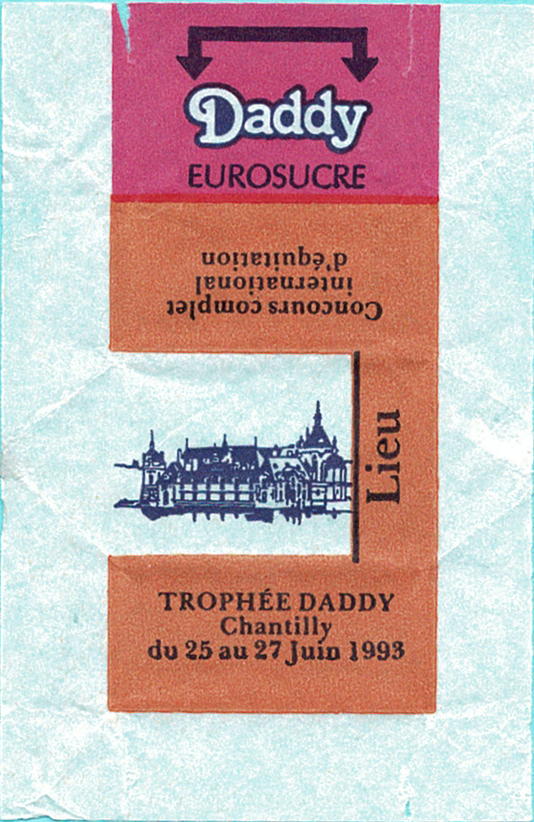 Daddy
EUROSUCRE
Concours complet
international
d'équitation
Lieu
TROPHÉE DADDY
Chantilly
du 25 au 27 Juin 1993